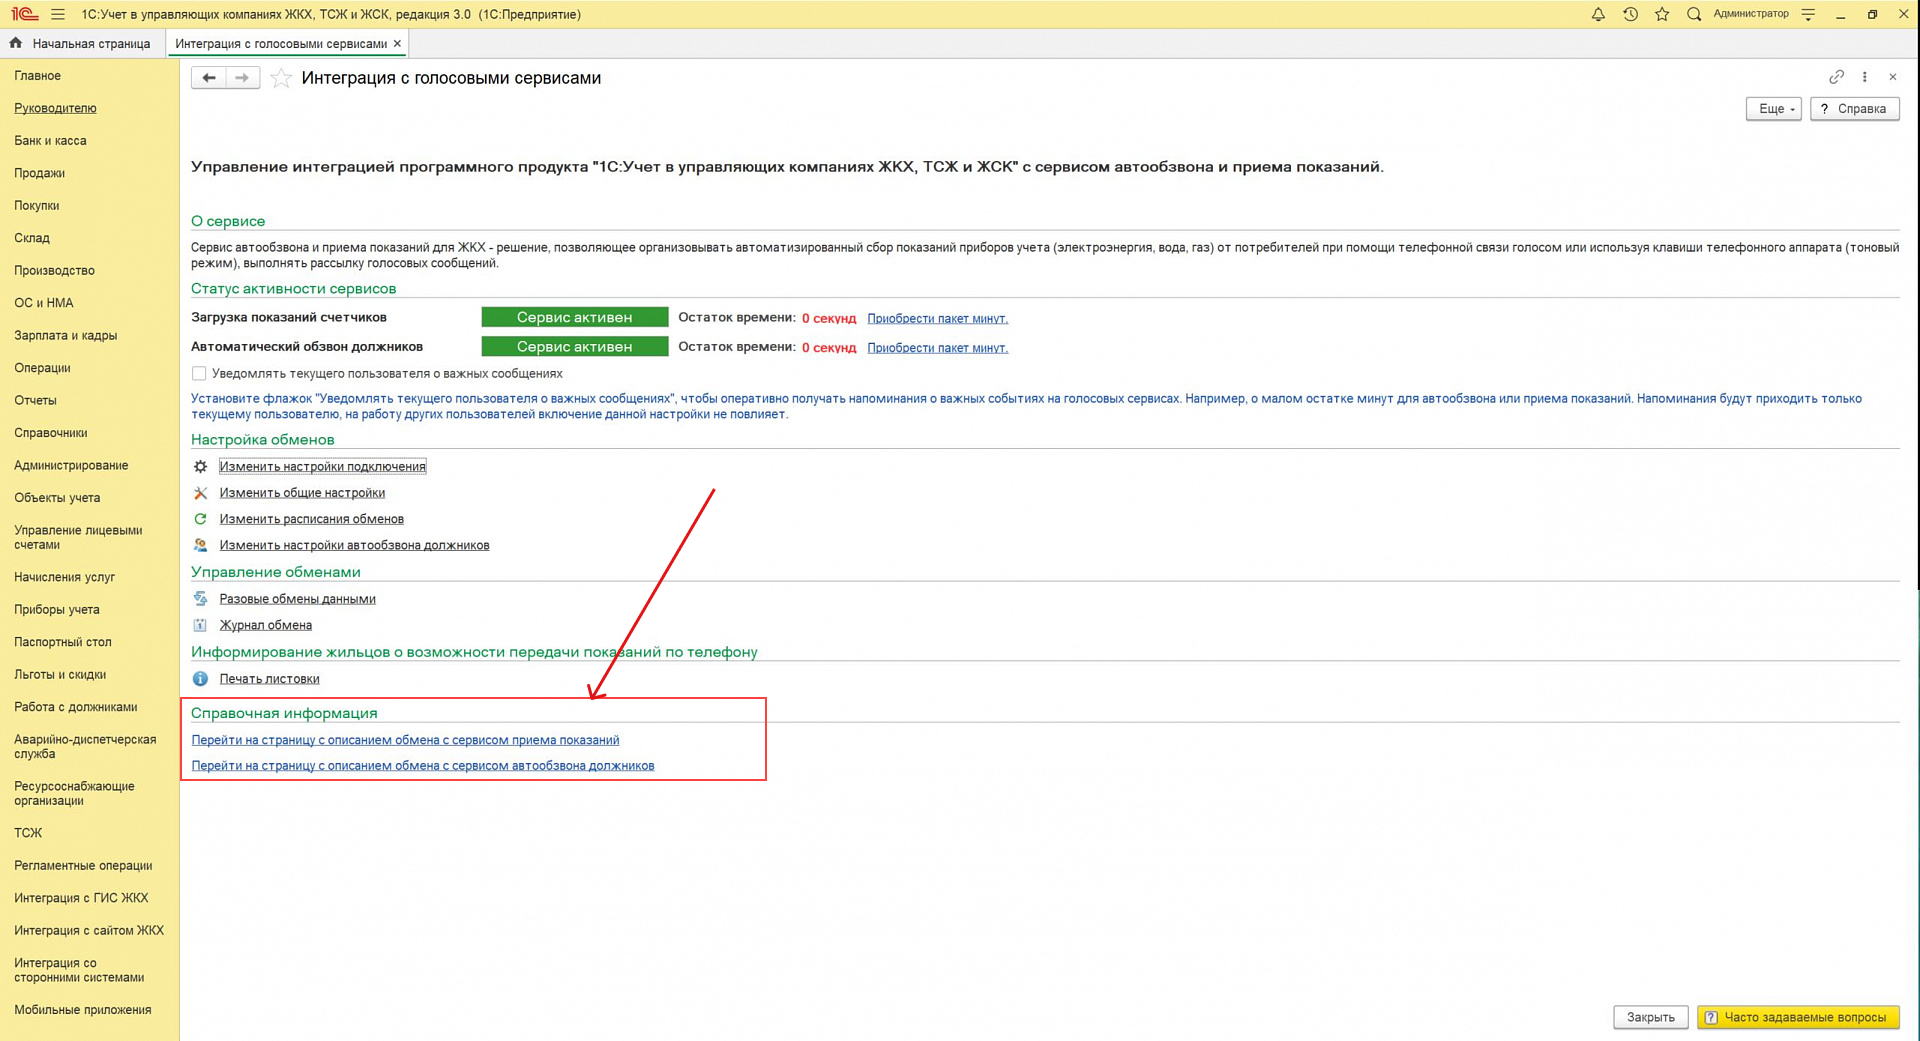 1С:Учет в управляющих компаниях ЖКХ, ТСЖ и ЖСК, редакция 3.0 (1С:Предприятие)
Администратор
Начальная страница
Интеграция с голосовыми сервисами ×
Главное
Руководителю
Банк и касса
Продажи
Покупки
Склад
Производство
ОС и НМА
Зарплата и кадры
Операции
Отчеты
Справочники
Администрирование
Объекты учета
Управление лицевыми
счетами
Начисления услуг
Приборы учета
Паспортный стол
Льготы и скидки
Работа с должниками
Аварийно-диспетчерская
служба
Ресурсоснабжающие
организации
ТСЖ
Регламентные операции
Интеграция с ГИС ЖКХ
Интеграция с сайтом ЖКХ
Интеграция со
сторонними системами
Мобильные приложения
Интеграция с голосовыми сервисами
Еще
? Справка
Управление интеграцией программного продукта "1С:Учет в управляющих компаниях ЖКХ, ТСЖ и ЖСК" с сервисом автообзвона и приема показаний.
О сервисе
Сервис автообзвона и приема показаний для ЖКХ - решение, позволяющее организовывать автоматизированный сбор показаний приборов учета (электроэнергия, вода, газ) от потребителей при помощи телефонной связи голосом или используя клавиши телефонного аппарата (тоновый
режим), выполнять рассылку голосовых сообщений.
Статус активности сервисов
Загрузка показаний счетчиков Сервис активен Остаток времени: 0 секунд Приобрести пакет минут.
Автоматический обзвон должников Сервис активен Остаток времени: 0 секунд Приобрести пакет минут.
Уведомлять текущего пользователя о важных сообщениях
Установите флажок "Уведомлять текущего пользователя о важных сообщениях", чтобы оперативно получать напоминания о важных событиях на голосовых сервисах. Например, о малом остатке минут для автообзвона или приема показаний. Напоминания будут приходить только
текущему пользователю, на работу других пользователей включение данной настройки не повлияет.
Настройка обменов
Изменить настройки подключения
Изменить общие настройки
Изменить расписания обменов
Изменить настройки автообзвона должников
Управление обменами
Разовые обмены данными
Журнал обмена
Информирование жильцов о возможности передачи показаний по телефону
Печать листовки
Справочная информация
Перейти на страницу с описанием обмена с сервисом приема показаний
Перейти на страницу с описанием обмена с сервисом автообзвона должников
Закрыть
? Часто задаваемые вопросы